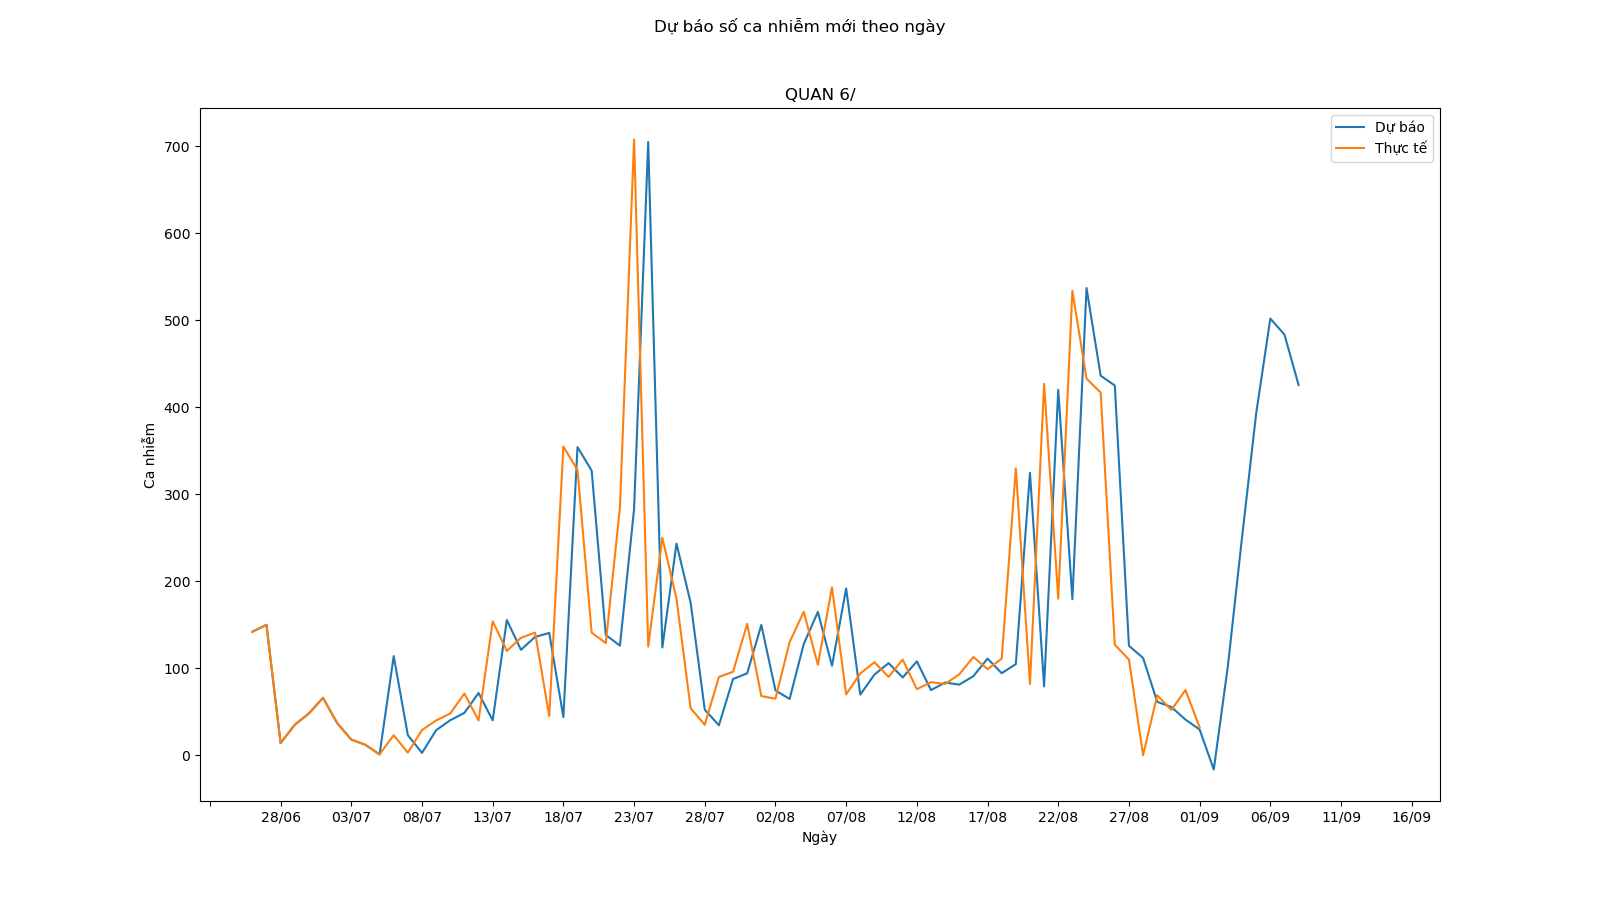 Dự báo số ca nhiễm mới theo ngày
QUAN 6/
Dự báo
Thực tế
700
600
500
400
300
200
100
0
Ca nhiễm
28/06 03/07 08/07 13/07 18/07 23/07 28/07 02/08 07/08 12/08 17/08 22/08 27/08 01/09 06/09 11/09 16/09
Ngày